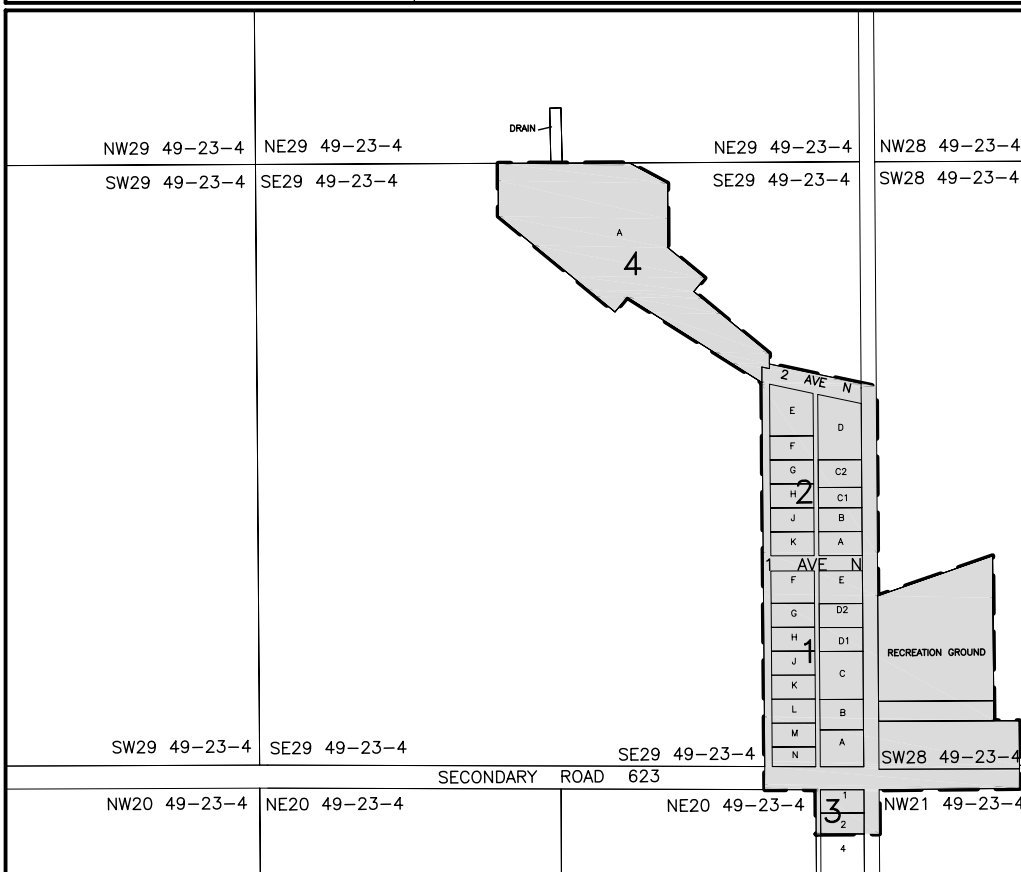 DRAIN
NW29 49-23-4
NE29 49-23-4
NE29 49-23-4
NW28 49-23-4
SW29 49-23-4
SE29 49-23-4
SE29 49-23-4
SW28 49-23-4
A
4
2 AVE N
E
D
F
G
C2
H
2
C1
J
B
K
A
1 AVE N
F
E
G
D2
H
1
D1
J
RECREATION GROUND
K
C
L
B
M
A
N
SW29 49-23-4
SE29 49-23-4
SE29 49-23-4
SW28 49-23-4
SECONDARY ROAD 623
NW20 49-23-4
NE20 49-23-4
NE20 49-23-4
1
NW21 49-23-4
3
2
4